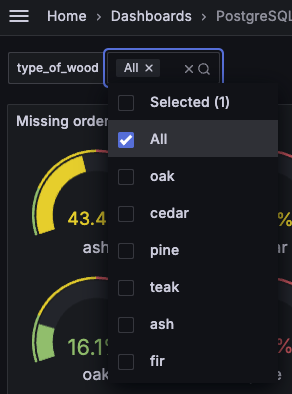 Home > Dashboards > PostgreSQL
type_of_wood All
Selected (1)
Missing order
All
oak
cedar
43.4
%
ash
pine
teak
ash
16.1%
%
fir
oak